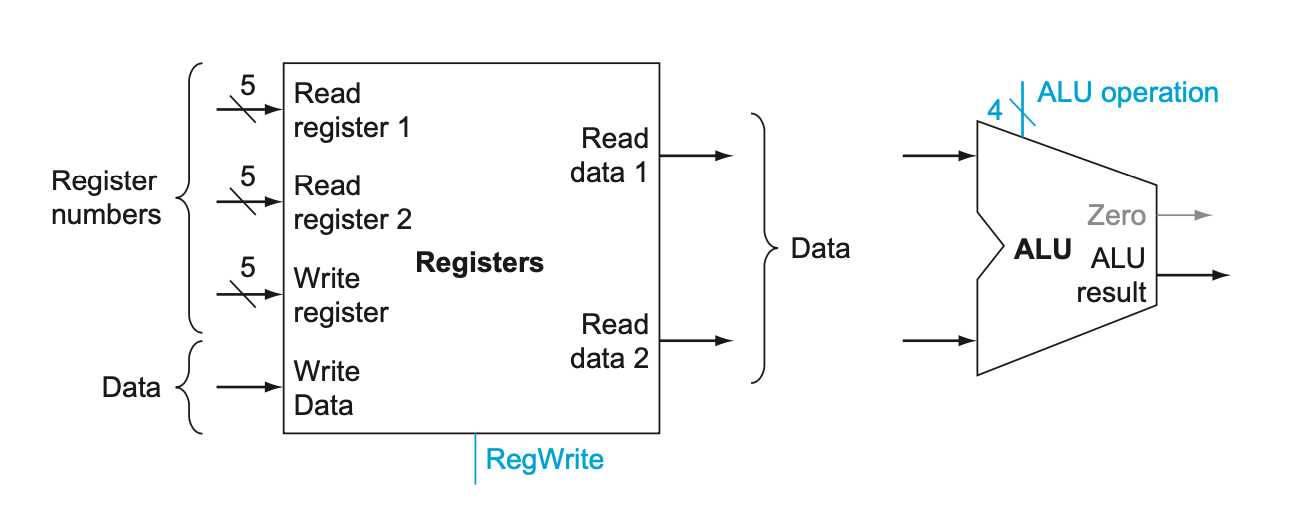 Register
numbers
Data
5
Read
register 1
5
Read
register 2
5
Write
register
Write
Data
Registers
Read
data 1
Read
data 2
RegWrite
Data
4
ALU operation
Zero
ALU
ALU
result